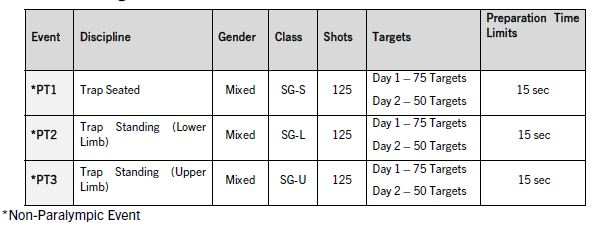 Event Discipline Gender Class Shots Targets Preparation Time Limits
*PT1 Trap Seated Mixed SG-S 125 Day 1 – 75 Targets 15 sec
Day 2 – 50 Targets
*PT2 Trap Standing (Lower Limb) Mixed SG-L 125 Day 1 – 75 Targets 15 sec
Day 2 – 50 Targets
*PT3 Trap Standing (Upper Limb) Mixed SG-U 125 Day 1 – 75 Targets 15 sec
Day 2 – 50 Targets
*Non-Paralympic Event